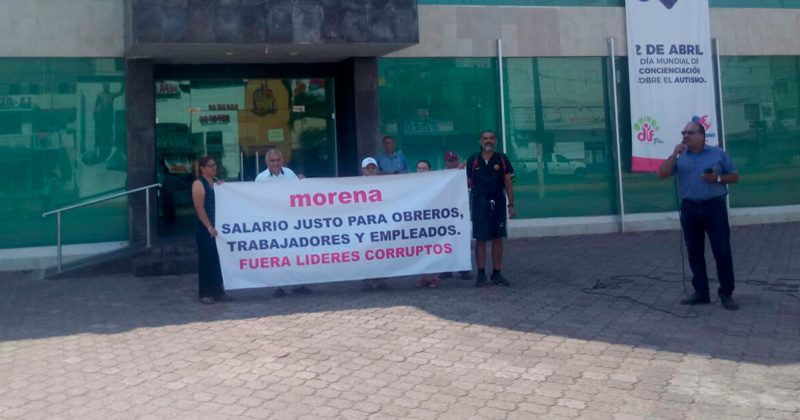 morena
SALARIO JUSTO PARA OBREROS,
TRABAJADORES Y EMPLEADOS.
FUERA LIDERES CORRUPTOS
2 DE ABRIL
DÍA MUNDIAL DE
CONCIENCIACIÓN
SOBRE EL AUTISMO.
dif